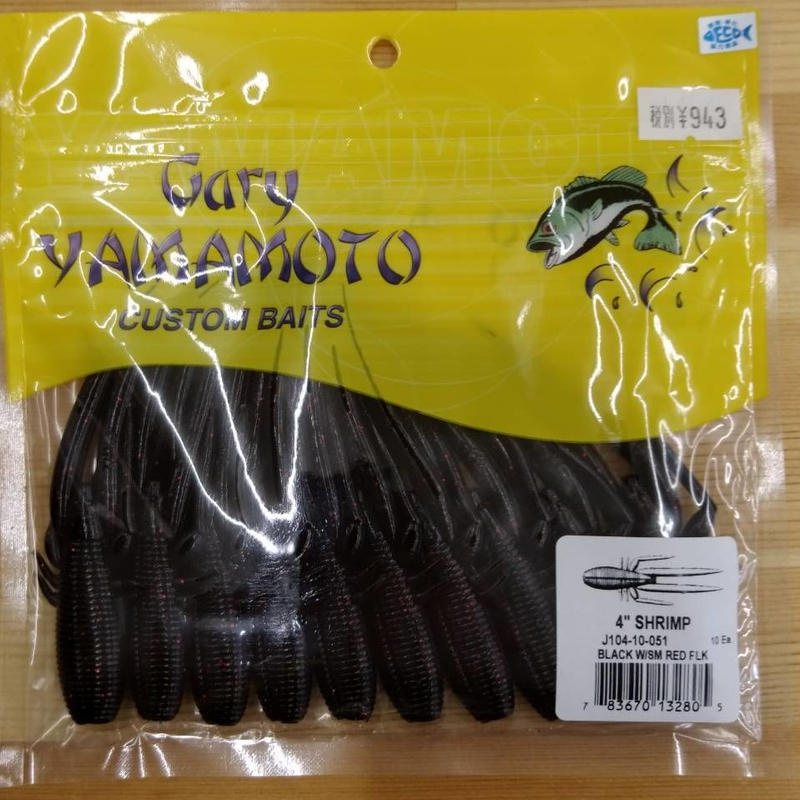 ECO
税別¥943
Gary
YAMAMOTO
CUSTOM BAITS
4" SHRIMP
J104-10-051
10 Ea.
BLACK W/SM RED FLK
7 83670 13280 5